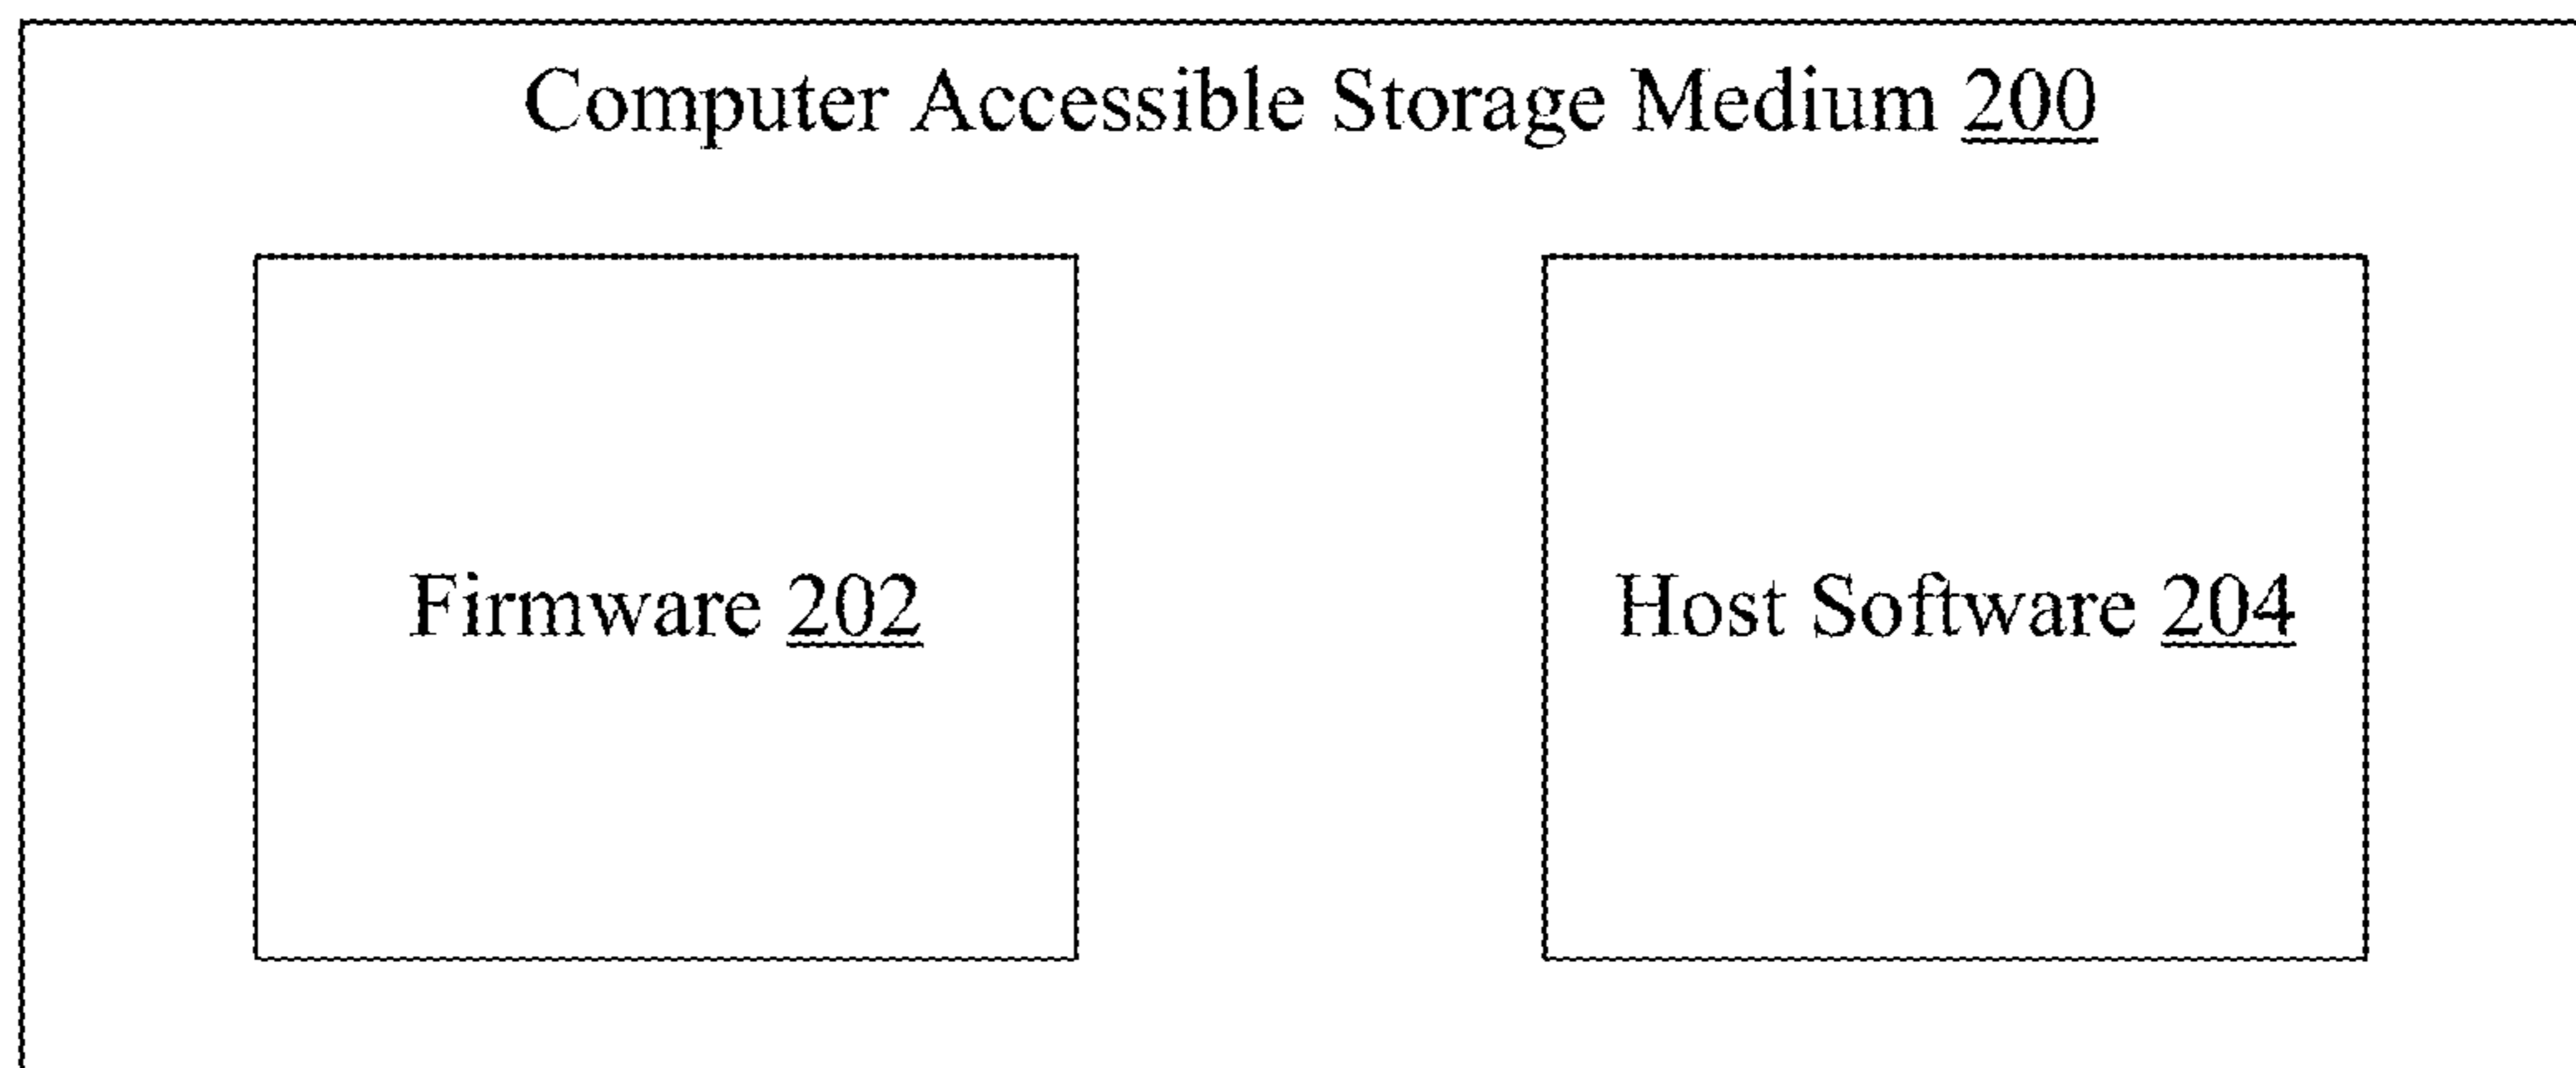 Computer Accessible Storage Medium 200
Firmware 202
Host Software 204